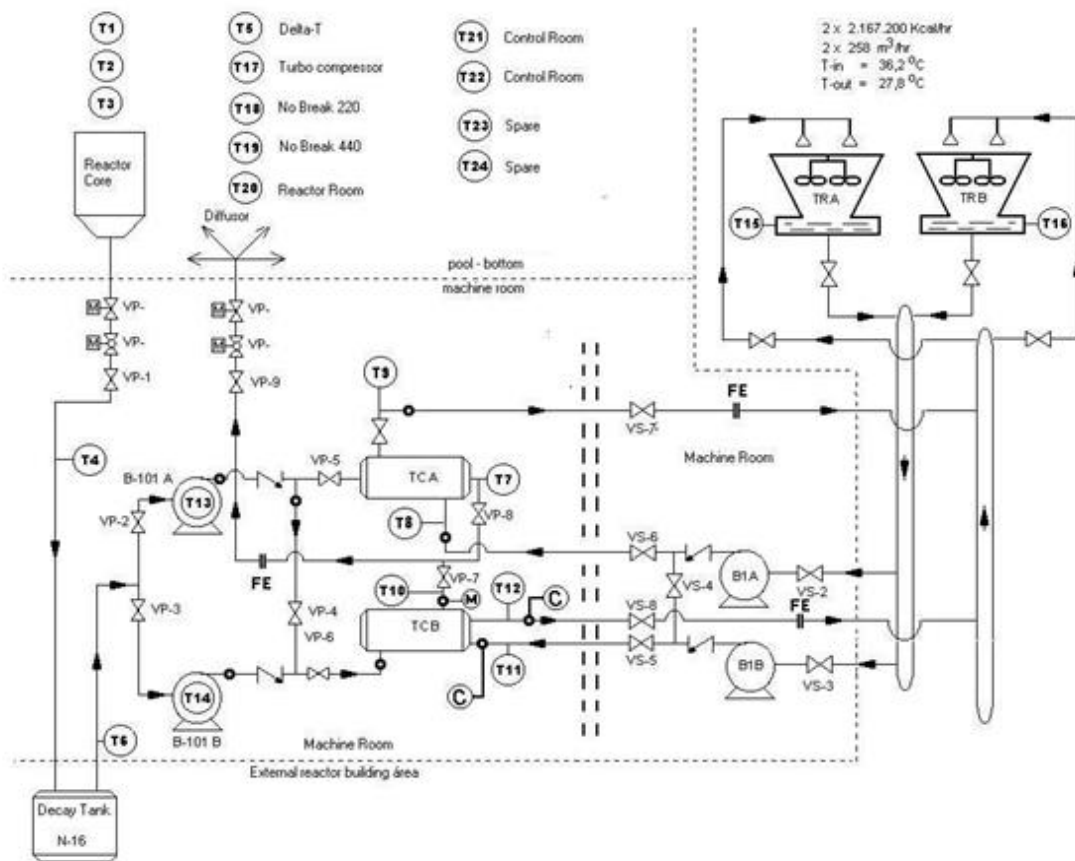 T1
T2
T3
T5 Delta-T
T17 Turbo compressor
T18 No Break 220
T19 No Break 440
T20 Reactor Room
T21 Control Room
T22 Control Room
T23 Spare
T24 Spare
2 x 2.167.200 Kcal/hr
2 x 258 m³/hr
T-in = 36,2 ºC
T-out = 27,8 ºC
Reactor
Core
Diffusor
pool - bottom
machine room
TRA
TRB
T15
T16
M VP-
M VP-
VP-1
M VP-
M VP-
VP-9
T9
FE
VS-7
Machine Room
T4
B-101 A
T13
VP-5
TCA
T7
VP-8
VP-2
T8
VS-6
B1A
VS-2
VS-4
FE
VP-7
T10
M
T12
C
VP-3
VP-4
VP-6
TCB
VS-8
FE
VS-5
T11
B1B
VS-3
C
T14
B-101 B
T6
Machine Room
External reactor building área
Decay Tank
N-16